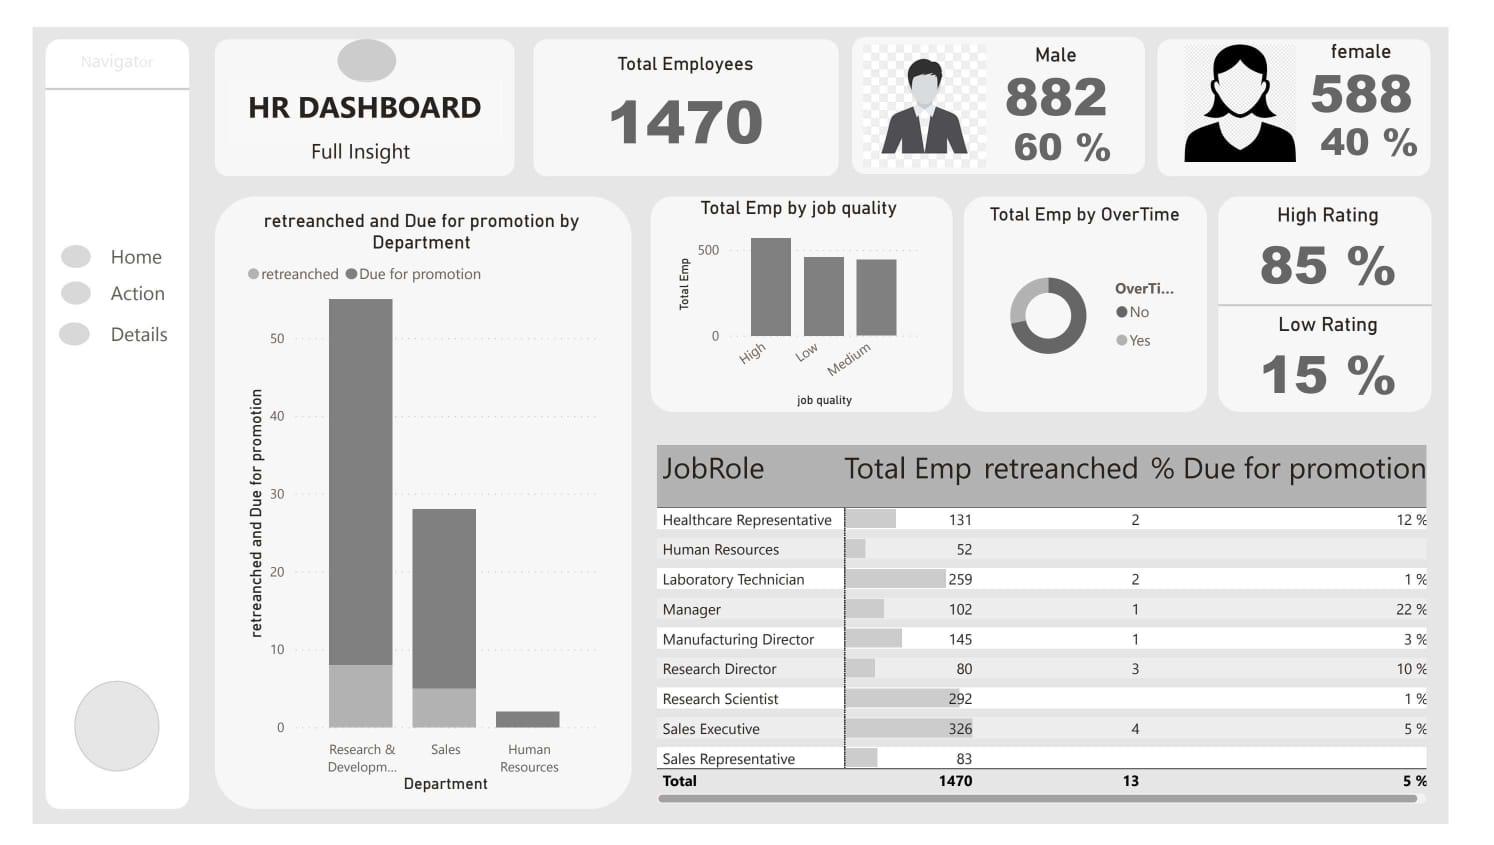 Navigator
HR DASHBOARD
Full Insight
Total Employees
1470
Male
882
60 %
female
588
40 %
Home
Action
Details
retreanched and Due for promotion by
Department
retreanched Due for promotion
retreanched and Due for promotion
50
40
30
20
10
0
Research &
Developm...
Sales
Human
Resources
Department
Total Emp by job quality
Total Emp
500
0
High
Low
Medium
job quality
Total Emp by OverTime
OverTi...
No
Yes
High Rating
85 %
Low Rating
15 %
JobRole Total Emp retreanched % Due for promotion
Healthcare Representative 131 2 12 %
Human Resources 52
Laboratory Technician 259 2 1 %
Manager 102 1 22 %
Manufacturing Director 145 1 3 %
Research Director 80 3 10 %
Research Scientist 292 1 %
Sales Executive 326 4 5 %
Sales Representative 83
Total 1470 13 5 %